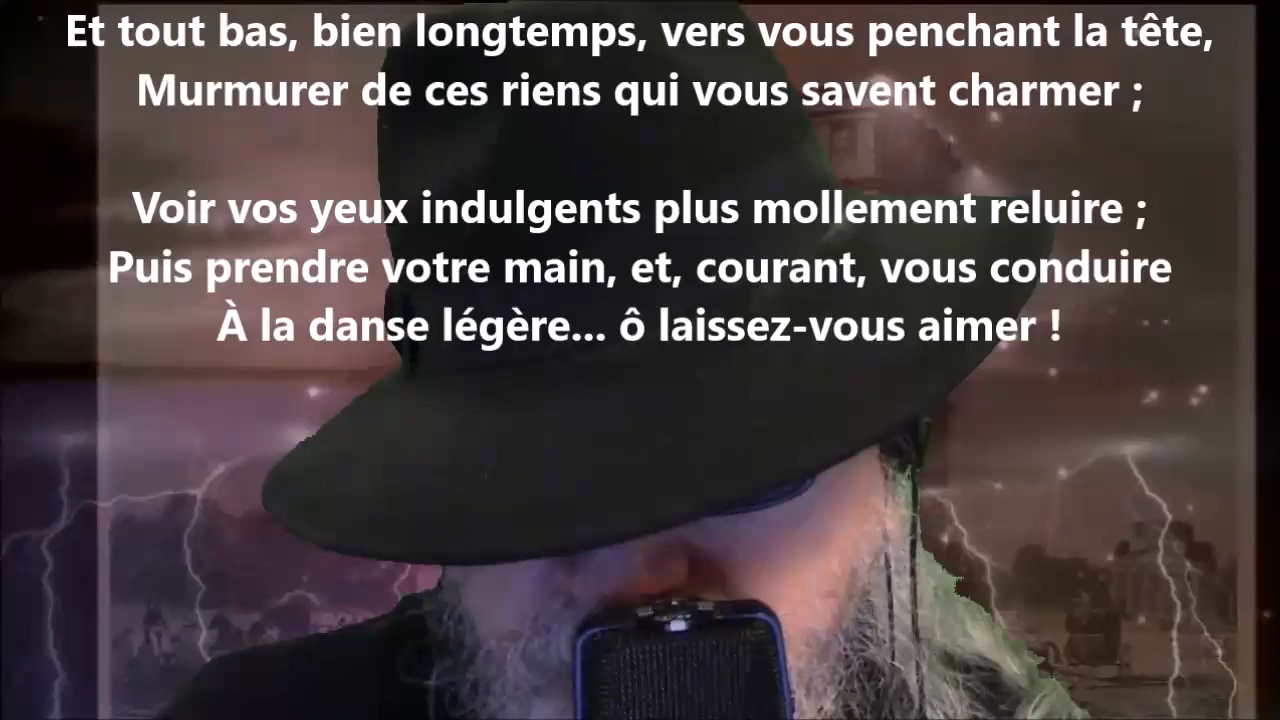 Et tout bas, bien longtemps, vers vous penchant la tête,
Murmurer de ces riens qui vous savent charmer ;
Voir vos yeux indulgents plus mollement reluire ;
Puis prendre votre main, et, courant, vous conduire
À la danse légère... ô laissez-vous aimer !